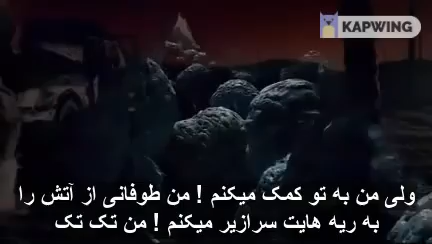 KAPWING
ولی من به تو کمک میکنم ! من طوفانی از آتش را
به ریه هایت سرازیر میکنم ! من تک تک